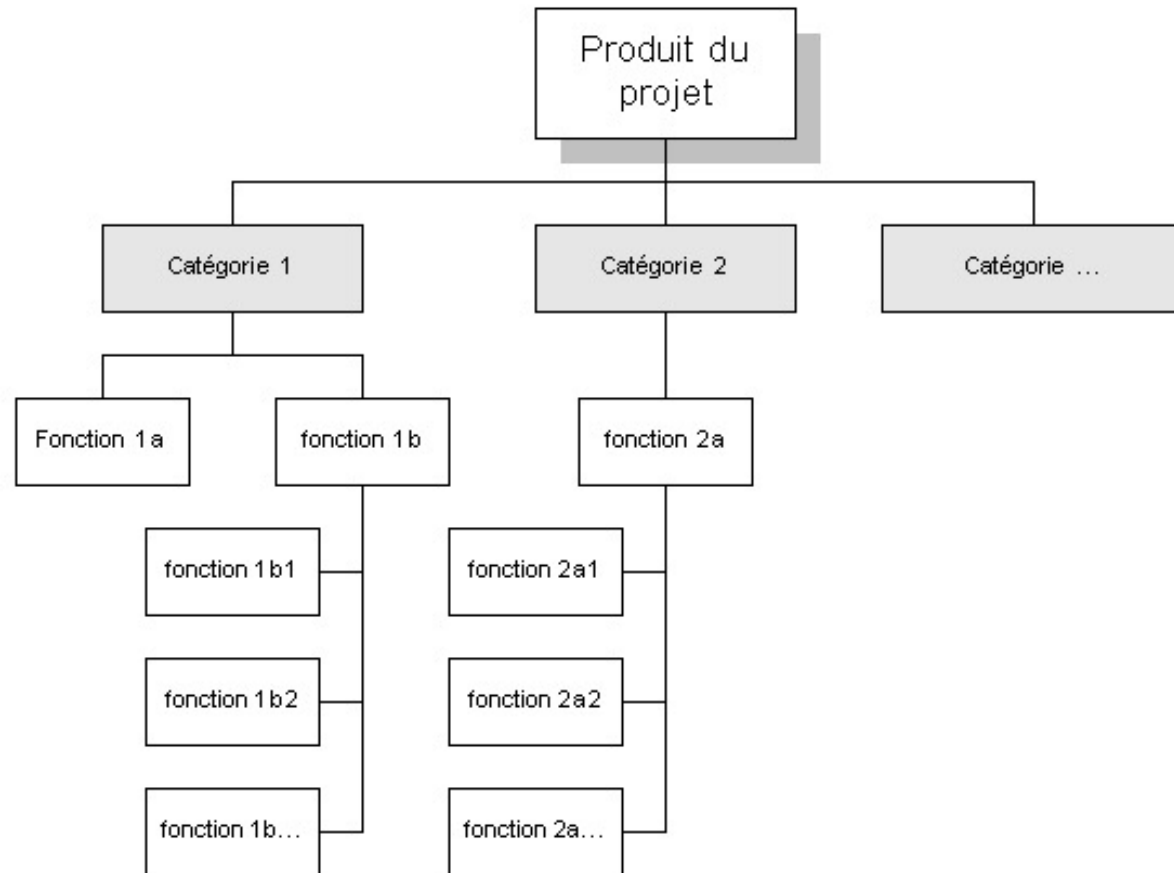 Produit du
projet
Catégorie 1
Catégorie 2
Catégorie ...
Fonction 1a
fonction 1b
fonction 2a
fonction 1b1
fonction 2a1
fonction 1b2
fonction 2a2
fonction 1b...
fonction 2a...